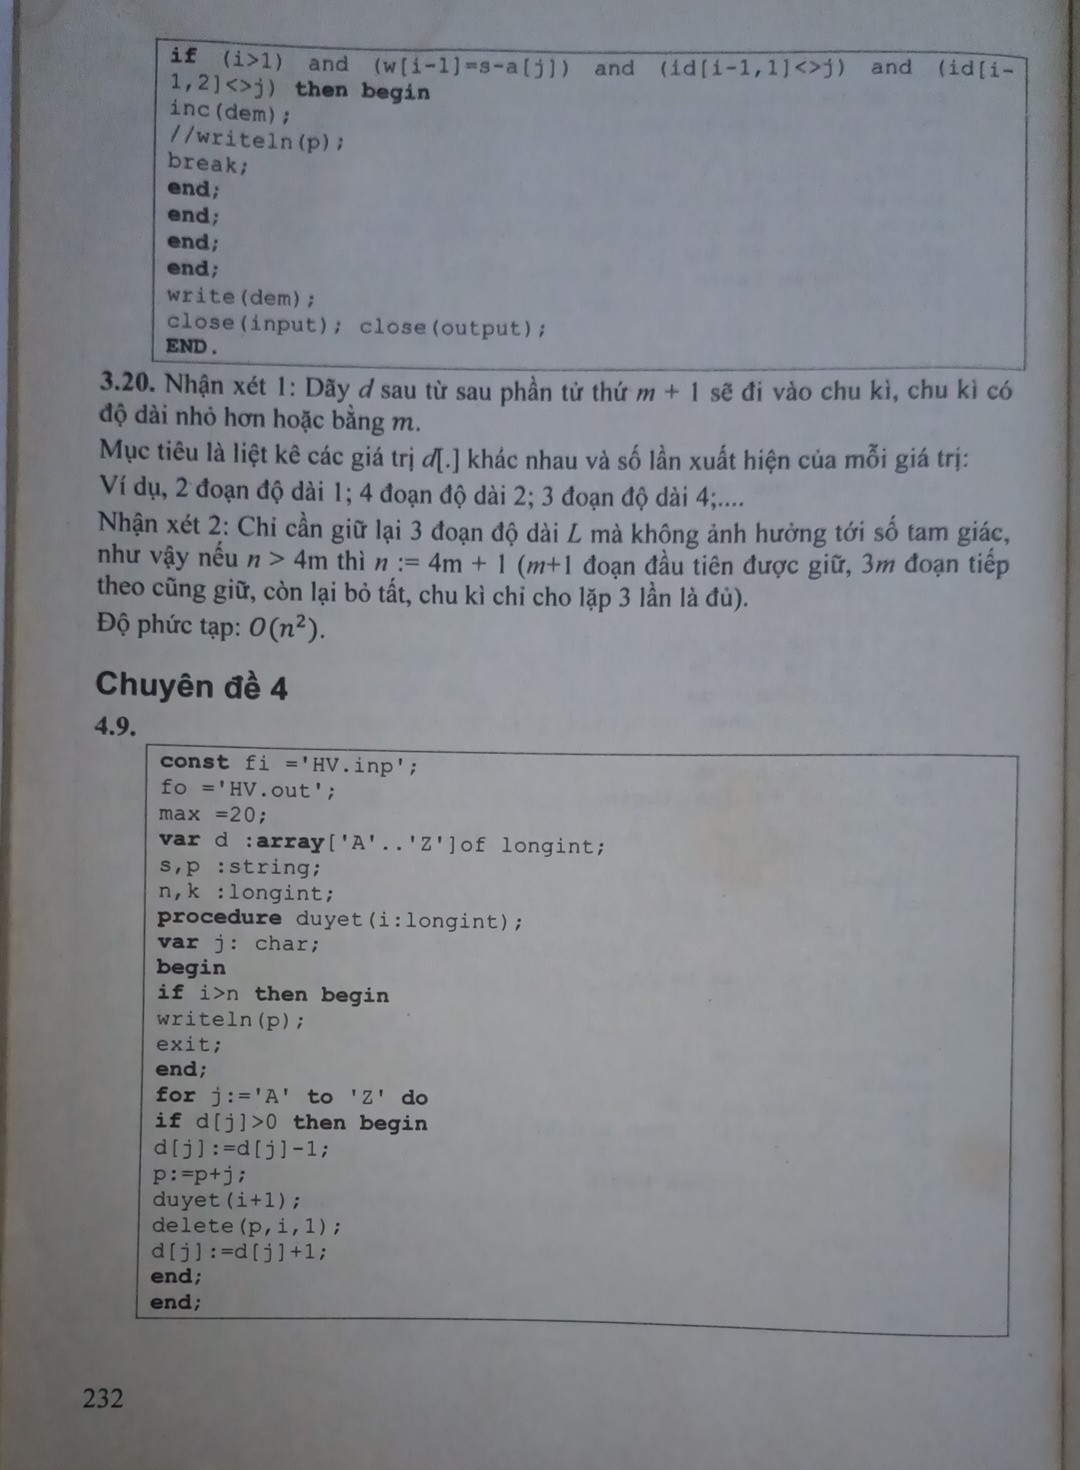 if (i>1) and (w[i-1]=s-a[j]) and (id[i-1,1]<>j) and (id[i-
1,2]<>j) then begin
inc(dem);
//writeln(p);
break;
end;
end;
end;
end;
write(dem);
close(input); close(output);
END.
3.20. Nhận xét 1: Dãy d sau từ sau phần tử thứ m + 1 sẽ đi vào chu kì, chu kì có
độ dài nhỏ hơn hoặc bằng m.
Mục tiêu là liệt kê các giá trị d[.] khác nhau và số lần xuất hiện của mỗi giá trị:
Ví dụ, 2 đoạn độ dài 1; 4 đoạn độ dài 2; 3 đoạn độ dài 4;....
Nhận xét 2: Chỉ cần giữ lại 3 đoạn độ dài L mà không ảnh hưởng tới số tam giác,
như vậy nếu n > 4m thì n := 4m + 1 (m+1 đoạn đầu tiên được giữ, 3m đoạn tiếp
theo cũng giữ, còn lại bỏ tất, chu kì chỉ cho lặp 3 lần là đủ).
Độ phức tạp: O(n²).
Chuyên đề 4
4.9.
const fi ='HV.inp';
fo ='HV.out';
max =20;
var d :array['A'..'Z']of longint;
s,p :string;
n,k :longint;
procedure duyet(i:longint);
var j: char;
begin
if i>n then begin
writeln(p);
exit;
end;
for j:='A' to 'Z' do
if d[j]>0 then begin
d[j]:=d[j]-1;
p:=p+j;
duyet(i+1);
delete(p,i,1);
d[j]:=d[j]+1;
end;
end;
232